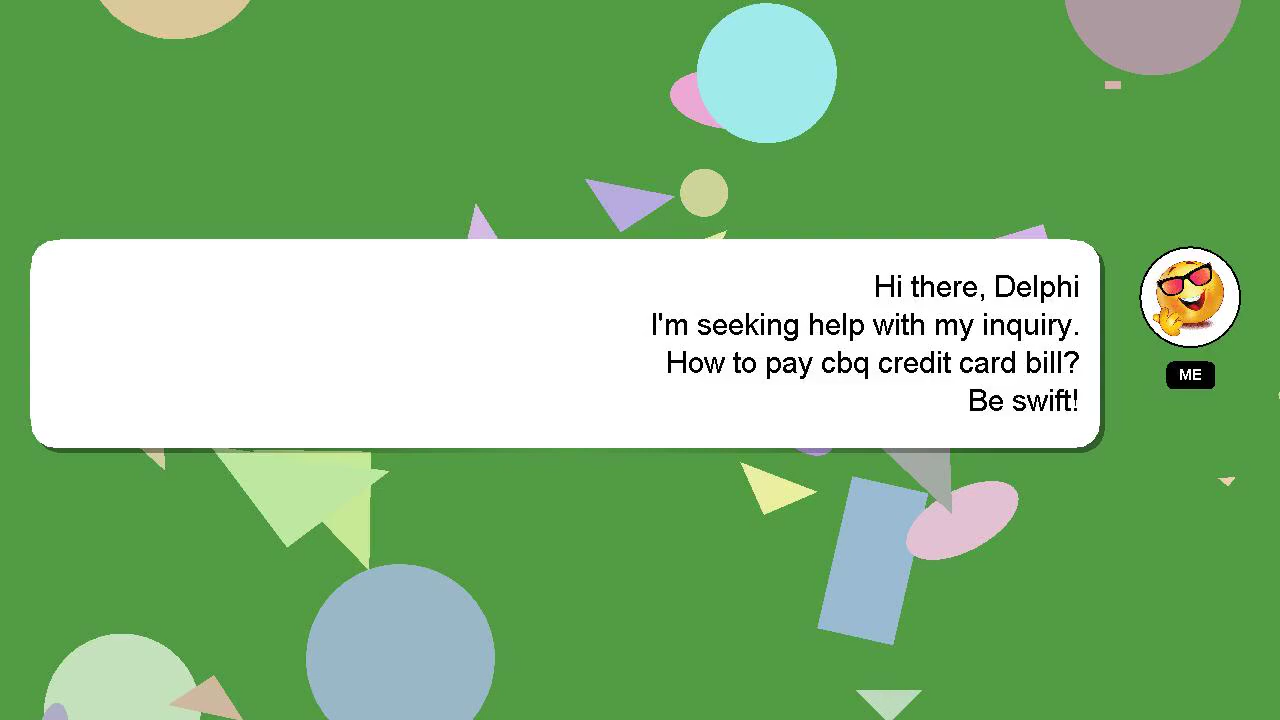 Hi there, Delphi
I'm seeking help with my inquiry.
How to pay cbq credit card bill?
Be swift!
ME